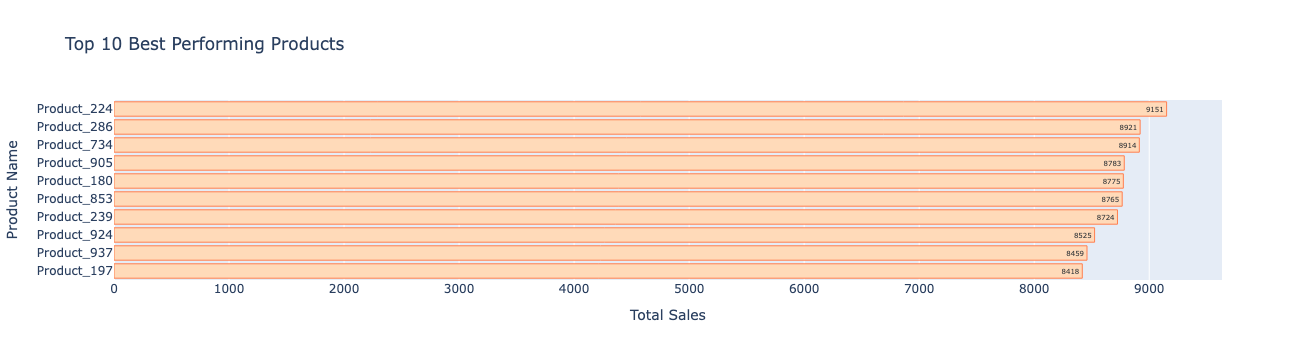 Top 10 Best Performing Products
Product Name
Product_224 9151
Product_286 8921
Product_734 8914
Product_905 8783
Product_180 8775
Product_853 8765
Product_239 8724
Product_924 8525
Product_937 8459
Product_197 8418
0 1000 2000 3000 4000 5000 6000 7000 8000 9000
Total Sales